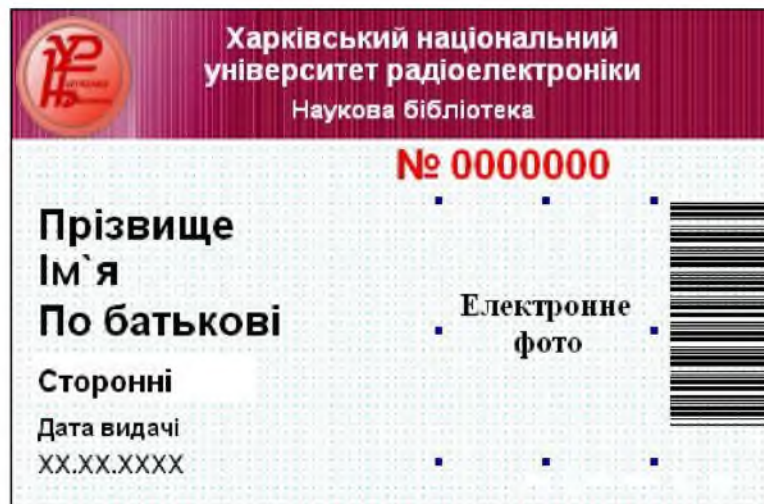 Харківський національний
університет радіоелектроніки
Наукова бібліотека
№ 0000000
Прізвище
Ім`я
По батькові
Електронне
фото
Сторонні
Дата видачі
XX.XX.XXXX